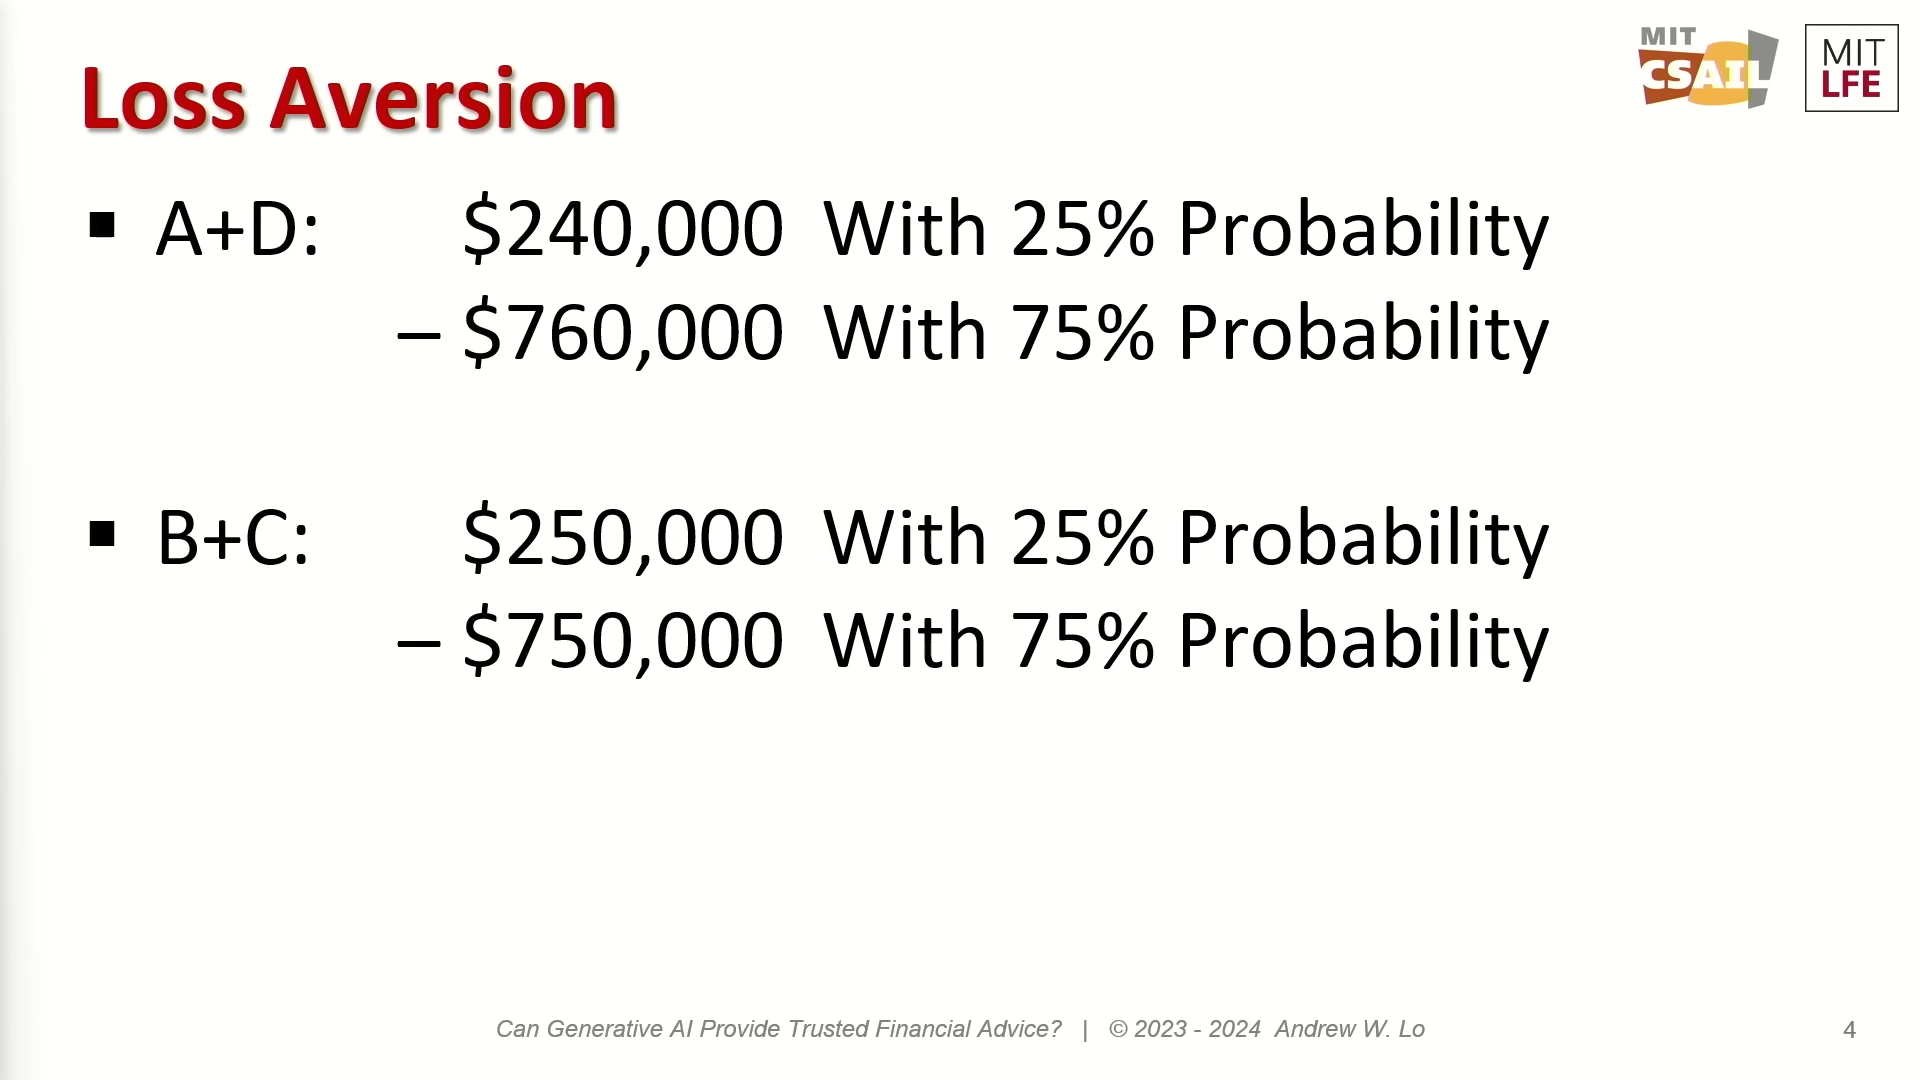 MIT
CSAIL
MIT
LFE
Loss Aversion
▪ A+D: $240,000 With 25% Probability
– $760,000 With 75% Probability
▪ B+C: $250,000 With 25% Probability
– $750,000 With 75% Probability
Can Generative AI Provide Trusted Financial Advice? | © 2023 - 2024 Andrew W. Lo
4